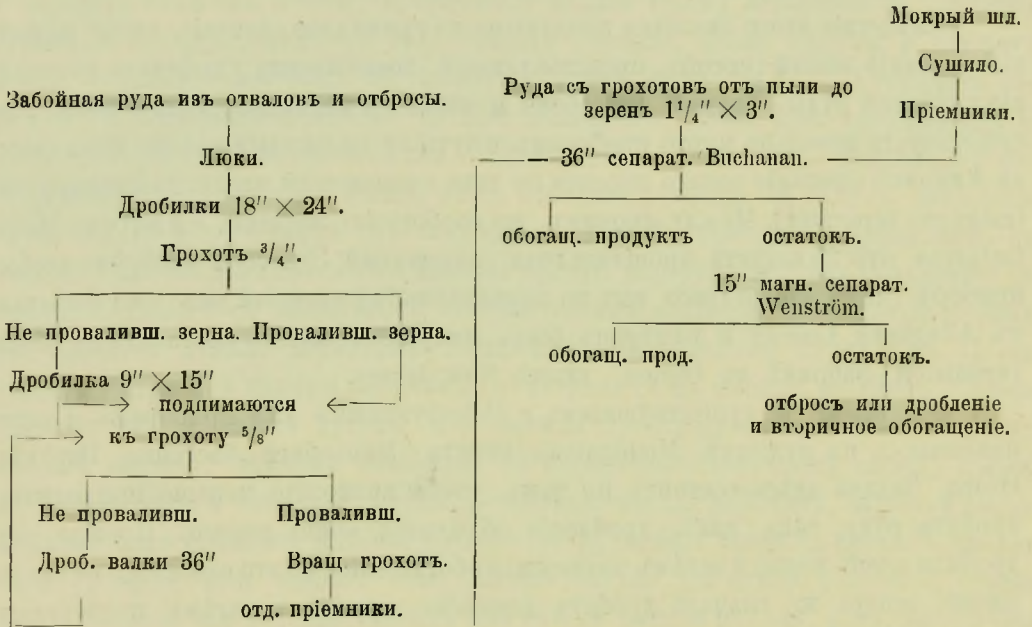 Забойная руда изъ отваловъ и отбросы.
Люки.
Дробилки 18" × 24".
Грохотъ ³/₄".
Не проваливш. зерна. Проваливш. зерна.
Дробилка 9" × 15"
подпимаются
къ грохоту ⁵/₈"
Не проваливш. Проваливш.
Дроб. валки 36" Вращ. грохотъ.
отд. пріемники.
Мокрый шл.
Сушило.
Пріемники.
Руда съ грохотовъ отъ пыли до
зеренъ 1¹/₄" × 3".
36" сепарат. Buchanan.
обогащ. продуктъ остатокъ.
15" магн. сепарат.
Wenström.
обогащ. прод. остатокъ.
отбросъ или дробленіе
и вторичное обогащеніе.